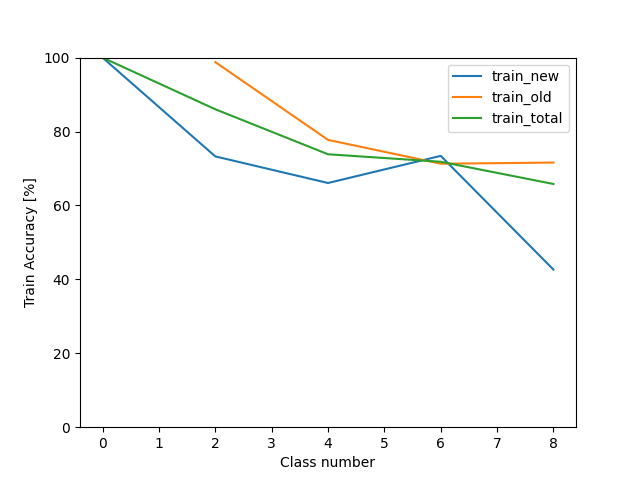 100
80
60
40
20
0
Train Accuracy [%]
train_new
train_old
train_total
0 1 2 3 4 5 6 7 8
Class number